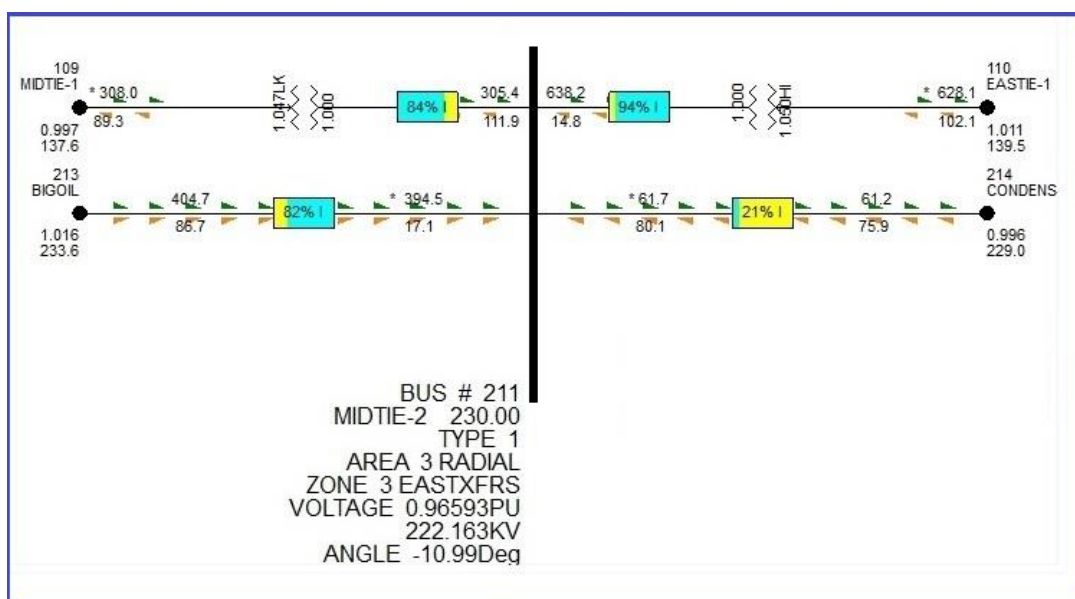 109
MIDTIE-1
* 308.0
89.3
0.997
137.6
1.047LK
1.000
84% I
305.4
111.9
638.2
14.8
94% I
1.000
1.050HI
* 628.1
102.1
110
EASTIE-1
1.011
139.5
213
BIGOIL
404.7
86.7
1.016
233.6
82% I
* 394.5
17.1
* 61.7
80.1
21% I
61.2
75.9
214
CONDENS
0.996
229.0
BUS # 211
MIDTIE-2 230.00
TYPE 1
AREA 3 RADIAL
ZONE 3 EASTXFRS
VOLTAGE 0.96593PU
222.163KV
ANGLE -10.99Deg